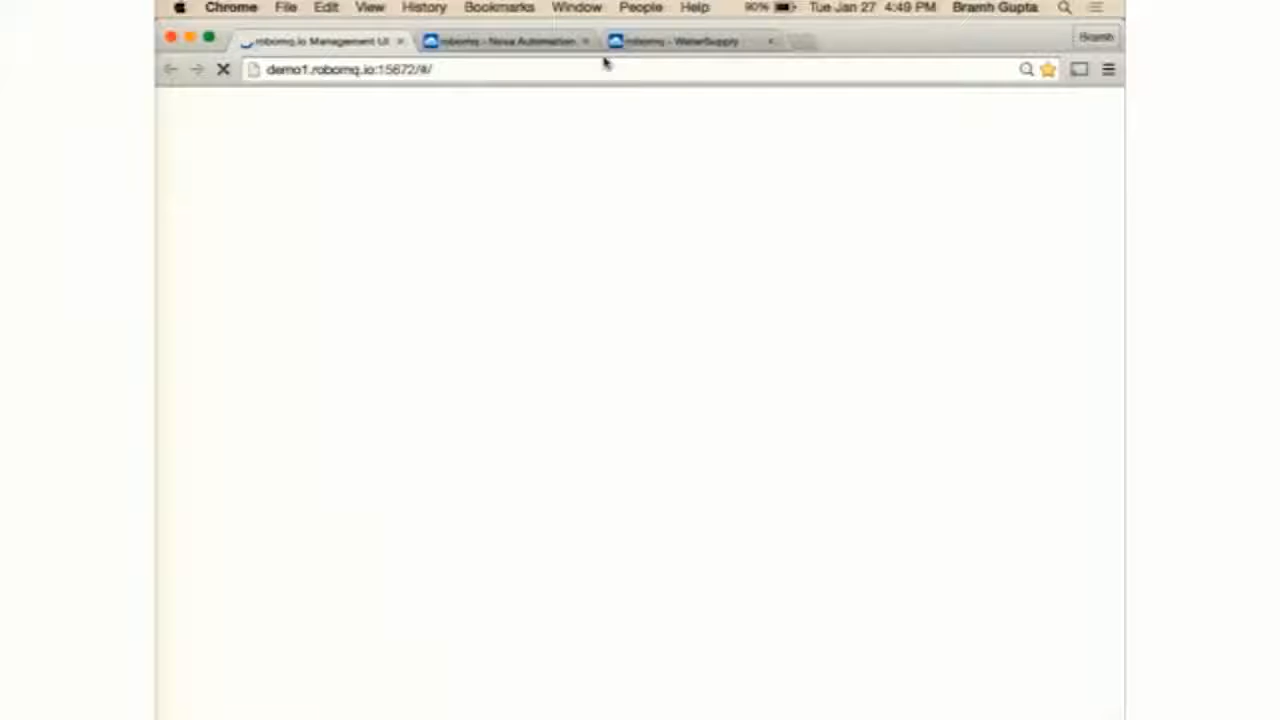 Chrome File Edit View History Bookmarks Window People Help 90% Tue Jan 27 4:49 PM Bramh Gupta
robomq.io Management UI robomq - Nova Automation robomq - WaterSupply Bramh
demo1.robomq.io:15672/#/